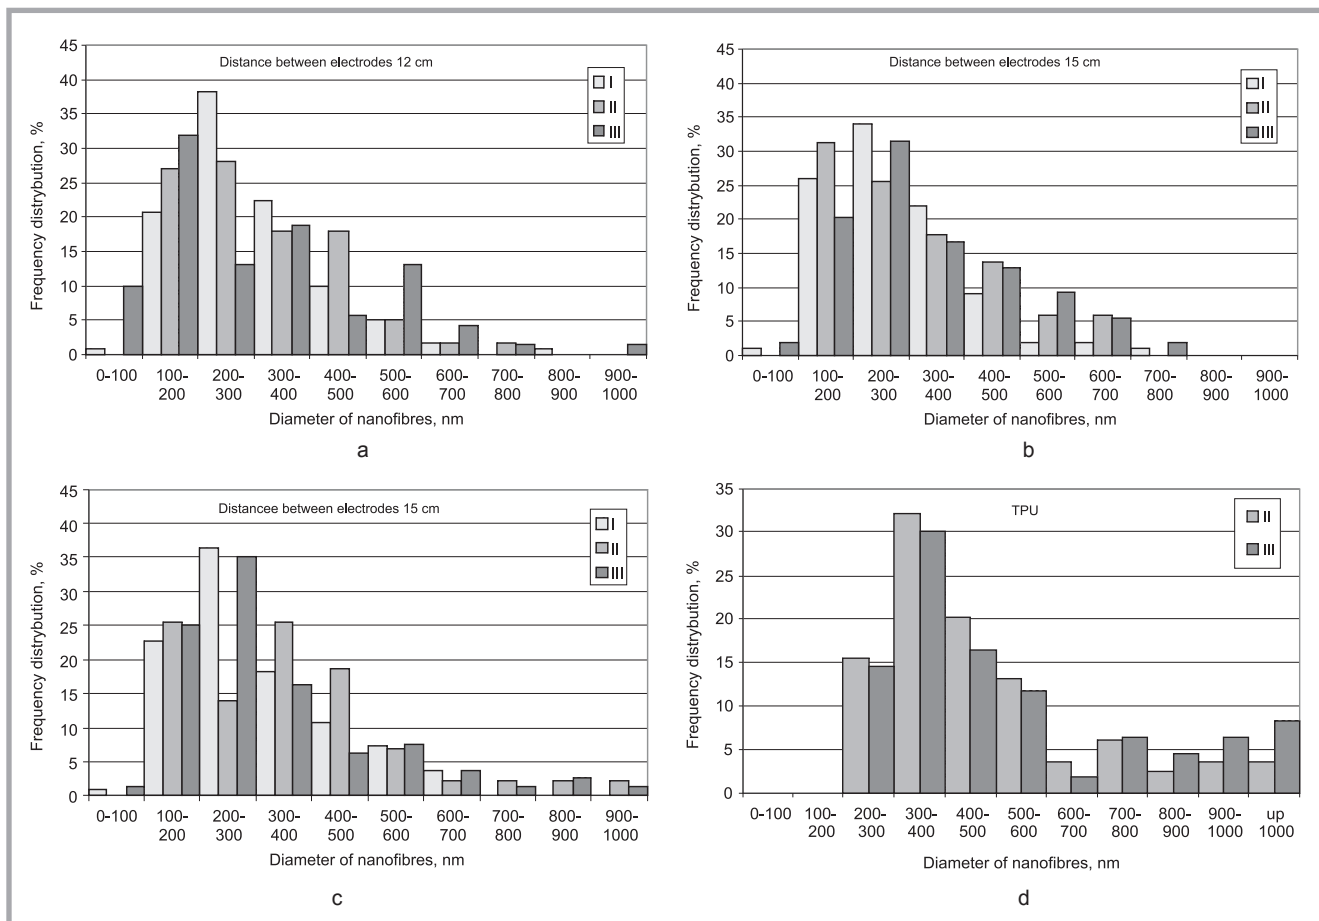 Distance between electrodes 12 cm
I
II
III
45
40
35
30
25
20
15
10
5
0
Frequency distrybution, %
0-100 100- 200- 300- 400- 500- 600- 700- 800- 900-
200 300 400 500 600 700 800 900 1000
Diameter of nanofibres, nm
a
Distance between electrodes 15 cm
I
II
III
45
40
35
30
25
20
15
10
5
0
Frequency distrybution, %
0-100 100- 200- 300- 400- 500- 600- 700- 800- 900-
200 300 400 500 600 700 800 900 1000
Diameter of nanofibres, nm
b
Distancee between electrodes 15 cm
I
II
III
45
40
35
30
25
20
15
10
5
0
Frequency distrybution, %
0-100 100- 200- 300- 400- 500- 600- 700- 800- 900-
200 300 400 500 600 700 800 900 1000
Diameter of nanofibres, nm
c
TPU
II
III
35
30
25
20
15
10
5
0
Frequency distrybution, %
0-100 100- 200- 300- 400- 500- 600- 700- 800- 900- up
200 300 400 500 600 700 800 900 1000 1000
Diameter of nanofibres, nm
d